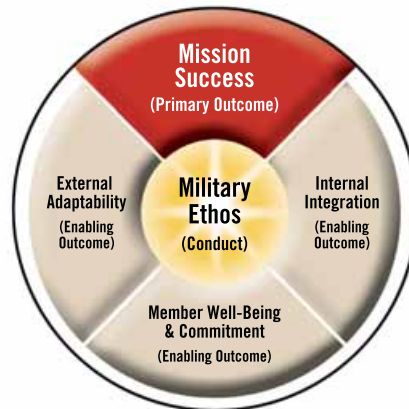 Mission
Success
(Primary Outcome)
External
Adaptability
(Enabling
Outcome)
Military
Ethos
(Conduct)
Internal
Integration
(Enabling
Outcome)
Member Well-Being
& Commitment
(Enabling Outcome)